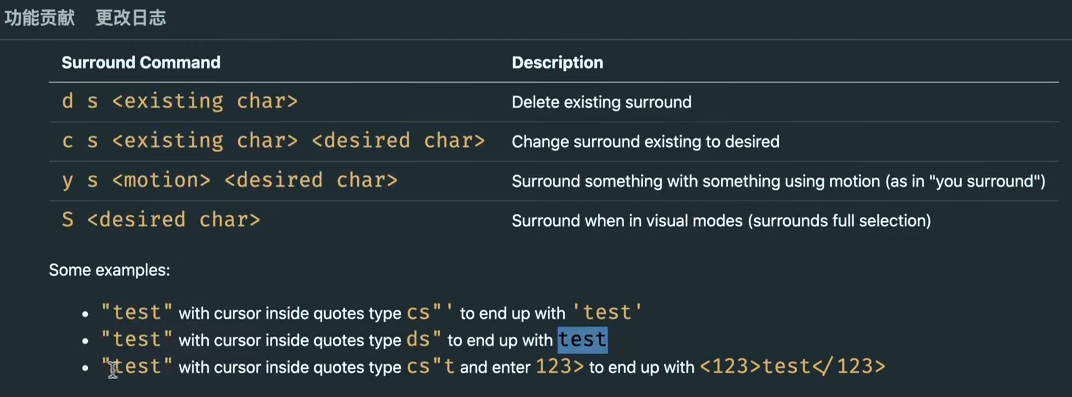 功能贡献 更改日志
Surround Command Description
d s <existing char> Delete existing surround
c s <existing char> <desired char> Change surround existing to desired
y s <motion> <desired char> Surround something with something using motion (as in "you surround")
S <desired char> Surround when in visual modes (surrounds full selection)
Some examples:
• "test" with cursor inside quotes type cs"' to end up with 'test'
• "test" with cursor inside quotes type ds" to end up with test
• "test" with cursor inside quotes type cs"t and enter 123> to end up with <123>test</123>